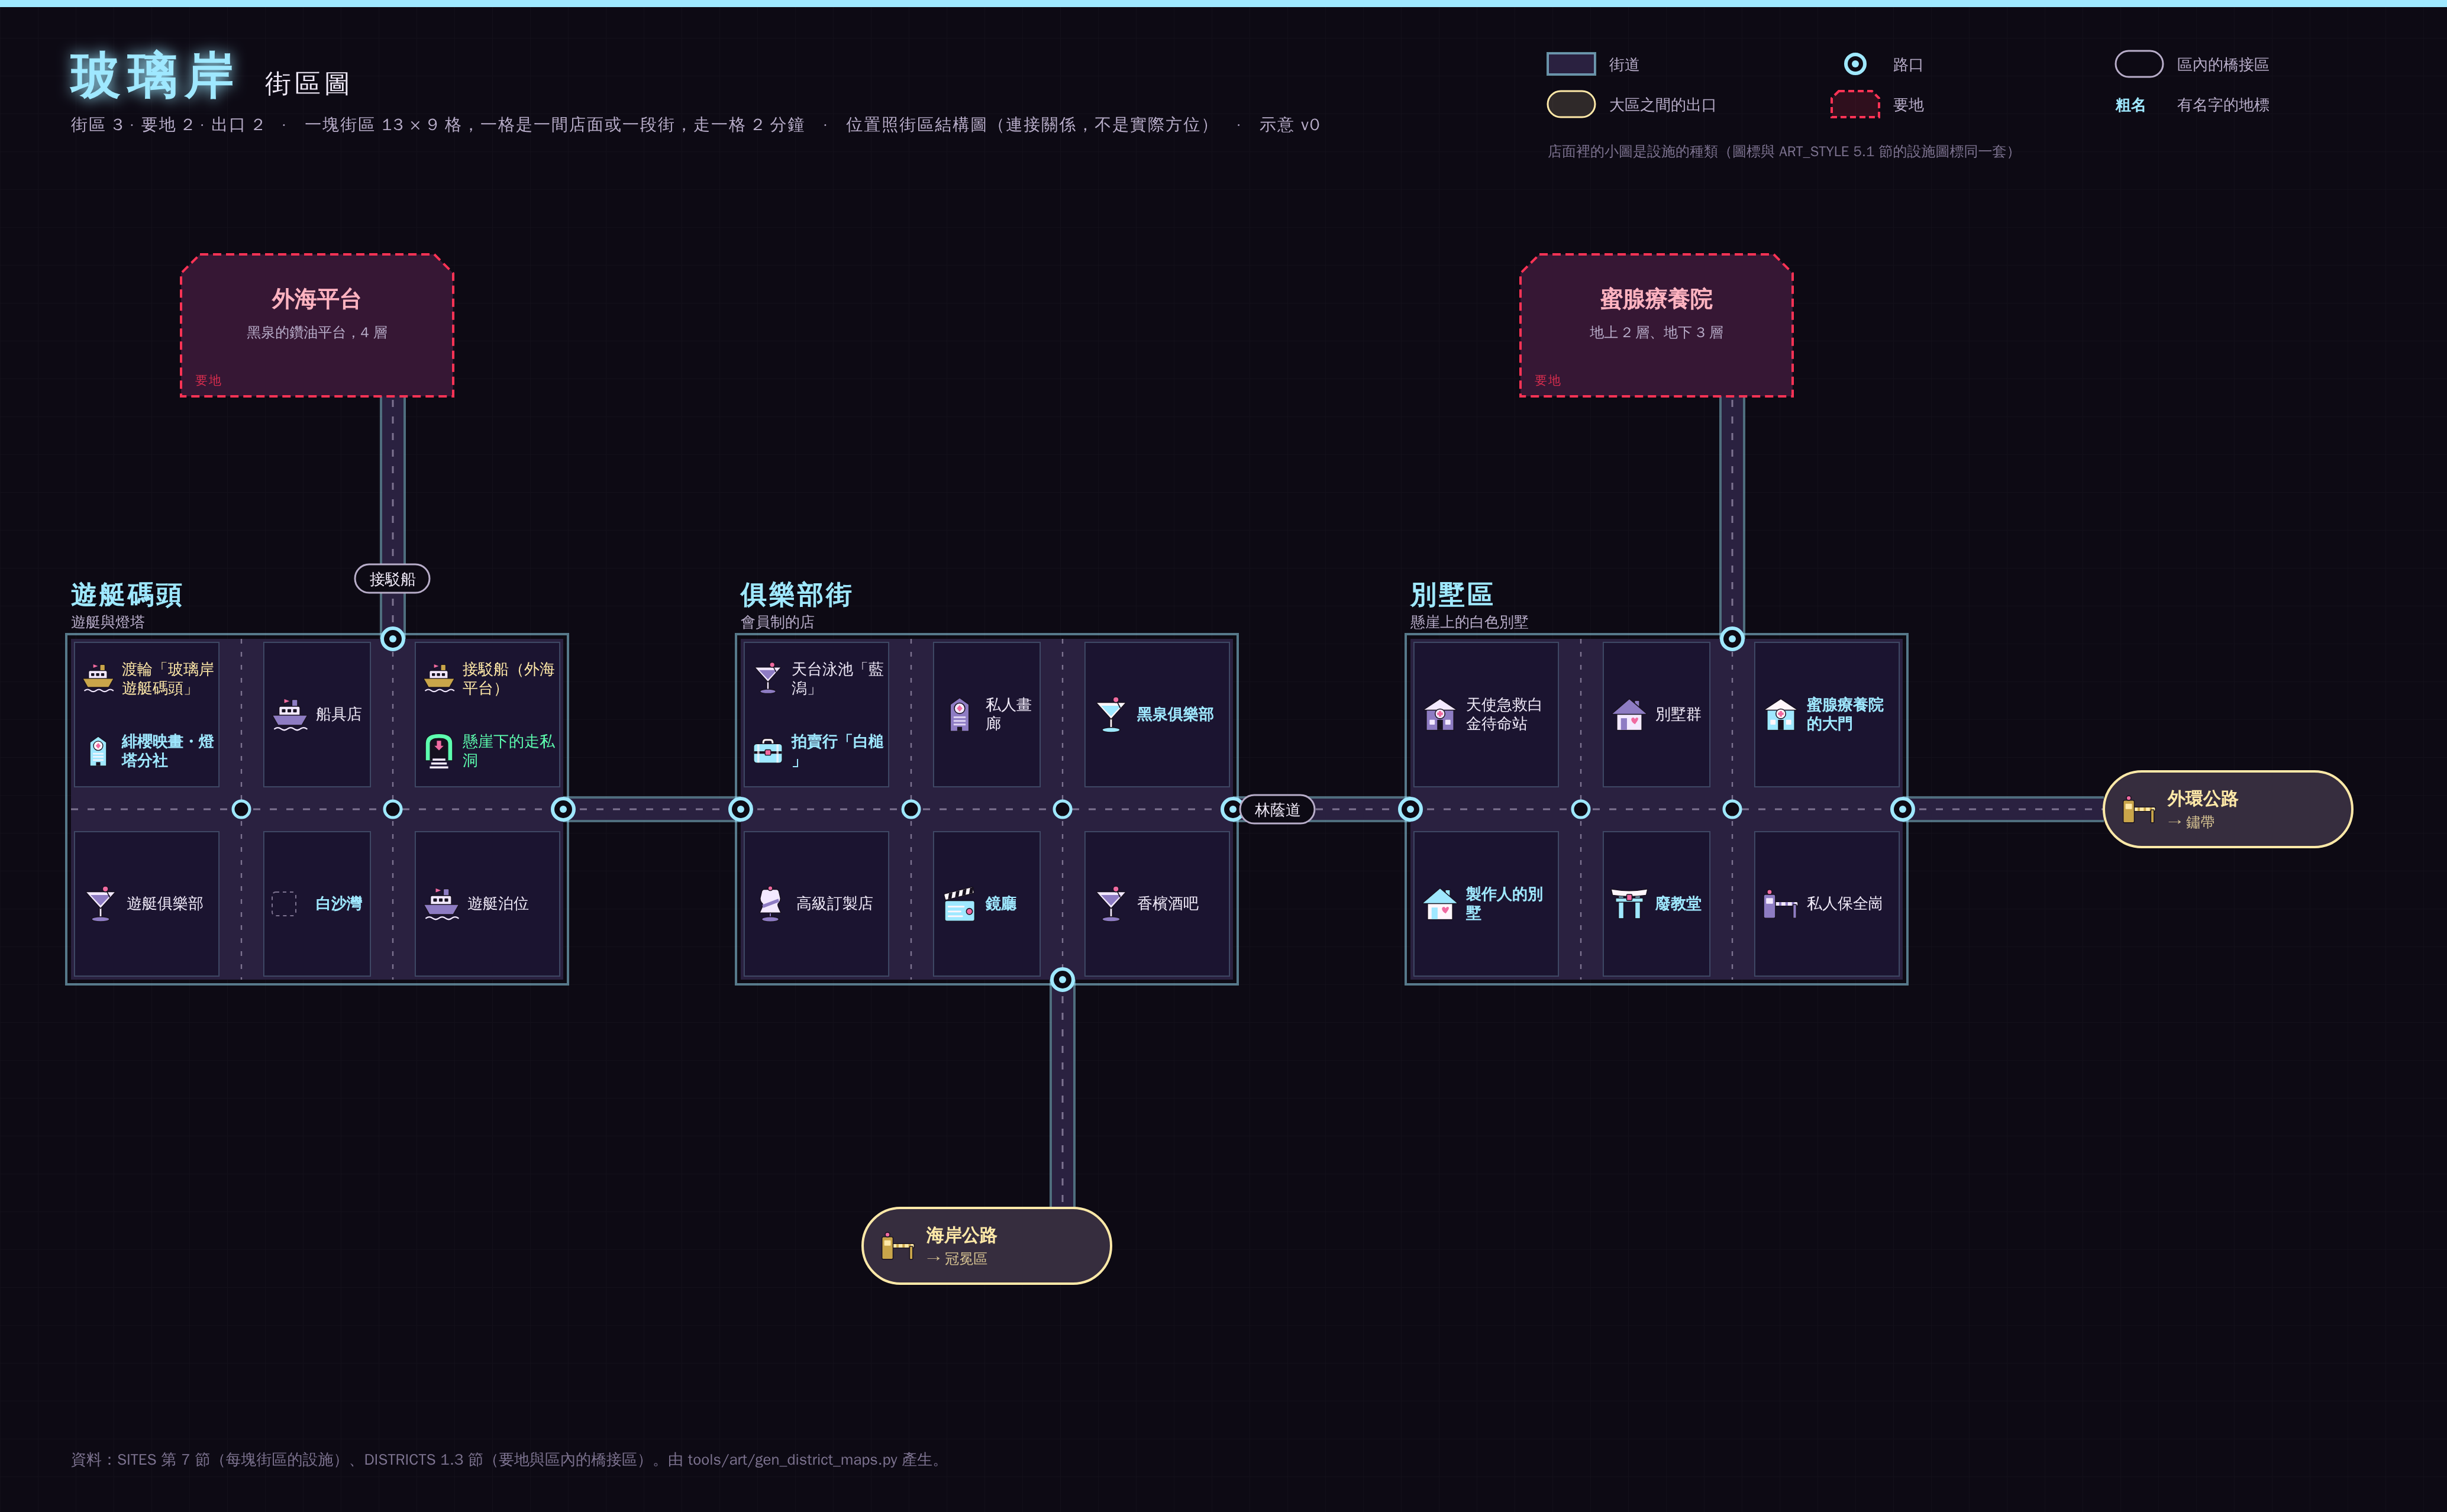 玻璃岸 街區圖
街區 3 · 要地 2 · 出口 2 · 一塊街區 13 × 9 格，一格是一間店面或一段街，走一格 2 分鐘 · 位置照街區結構圖（連接關係，不是實際方位） · 示意 v0
街道
路口
區內的橋接區
大區之間的出口
要地
粗名 有名字的地標
店面裡的小圖是設施的種類（圖標與 ART_STYLE 5.1 節的設施圖標同一套）
外海平台
黑泉的鑽油平台，4 層
要地
蜜腺療養院
地上 2 層、地下 3 層
要地
接駁船
遊艇碼頭
遊艇與燈塔
渡輪「玻璃岸
遊艇碼頭」
緋櫻映畫・燈
塔分社
船具店
接駁船（外海
平台）
懸崖下的走私
洞
遊艇俱樂部
白沙灣
遊艇泊位
俱樂部街
會員制的店
天台泳池「藍
潟」
拍賣行「白槌
」
私人畫
廊
黑泉俱樂部
高級訂製店
鏡廳
香檳酒吧
林蔭道
別墅區
懸崖上的白色別墅
天使急救白
金待命站
別墅群
蜜腺療養院
的大門
製作人的別
墅
廢教堂
私人保全崗
外環公路
→ 鏽帶
海岸公路
→ 冠冕區
資料：SITES 第 7 節（每塊街區的設施）、DISTRICTS 1.3 節（要地與區內的橋接區）。由 tools/art/gen_district_maps.py 產生。